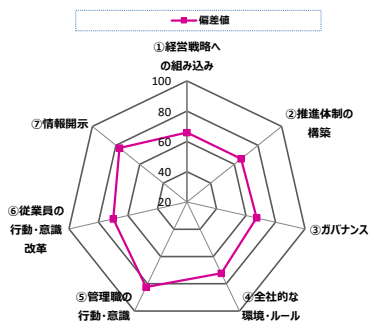 偏差値
①経営戦略へ
の組み込み
100
80
60
40
20
②推進体制の
構築
③ガバナンス
④全社的な
環境・ルール
⑤管理職の
行動・意識
⑥従業員の
行動・意識
改革
⑦情報開示